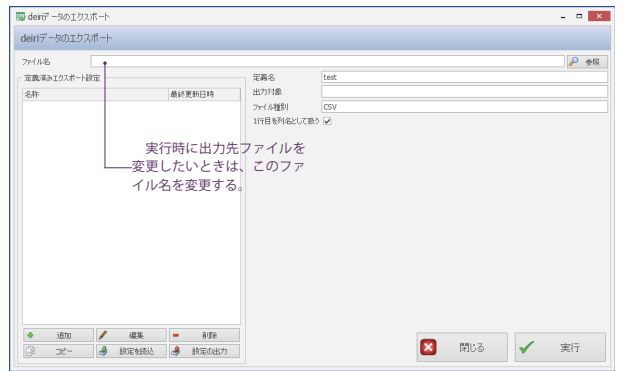 deiriデータのエクスポート
deiriデータのエクスポート
ファイル名
参照
定義済みエクスポート設定
名称 最終更新日時
定義名 test
出力対象
ファイル種別 CSV
1行目を列名として扱う
実行時に出力先ファイルを
変更したいときは、このファ
イル名を変更する。
追加 編集 削除
コピー 設定を読込 設定の出力
閉じる 実行